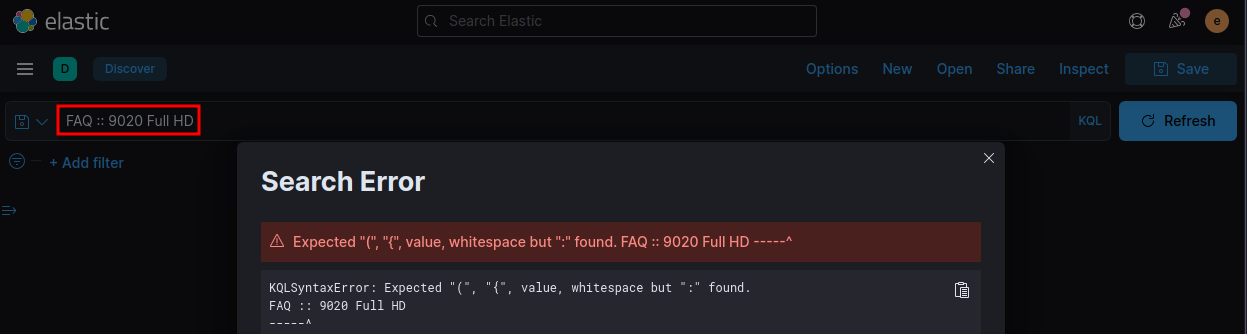 elastic
Search Elastic
e
D
Discover
Options
New
Open
Share
Inspect
Save
FAQ :: 9020 Full HD
KQL
Refresh
+ Add filter
Search Error
Expected "(", "{", value, whitespace but ":" found. FAQ :: 9020 Full HD -----^
KQLSyntaxError: Expected "(", "{", value, whitespace but ":" found.
FAQ :: 9020 Full HD
-----^